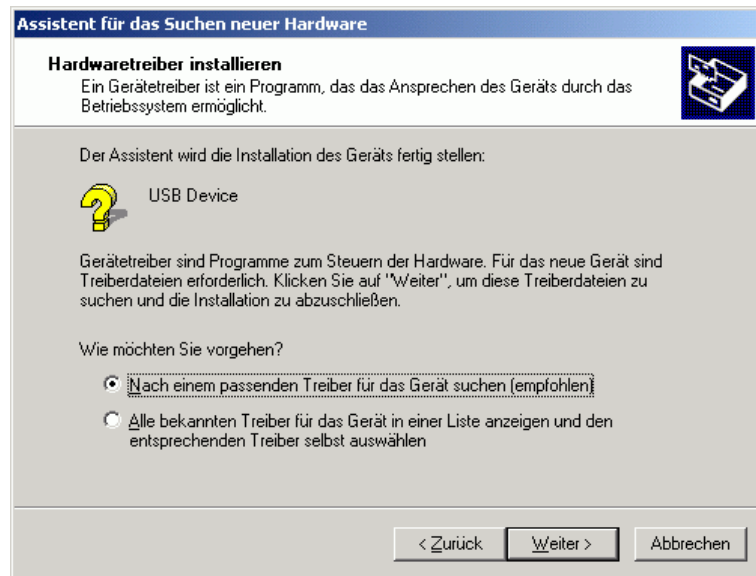 Assistent für das Suchen neuer Hardware
Hardwaretreiber installieren
Ein Gerätetreiber ist ein Programm, das das Ansprechen des Geräts durch das
Betriebssystem ermöglicht.
Der Assistent wird die Installation des Geräts fertig stellen:
USB Device
Gerätetreiber sind Programme zum Steuern der Hardware. Für das neue Gerät sind
Treiberdateien erforderlich. Klicken Sie auf "Weiter", um diese Treiberdateien zu
suchen und die Installation zu abzuschließen.
Wie möchten Sie vorgehen?
Nach einem passenden Treiber für das Gerät suchen (empfohlen)
Alle bekannten Treiber für das Gerät in einer Liste anzeigen und den
entsprechenden Treiber selbst auswählen
< Zurück Weiter > Abbrechen